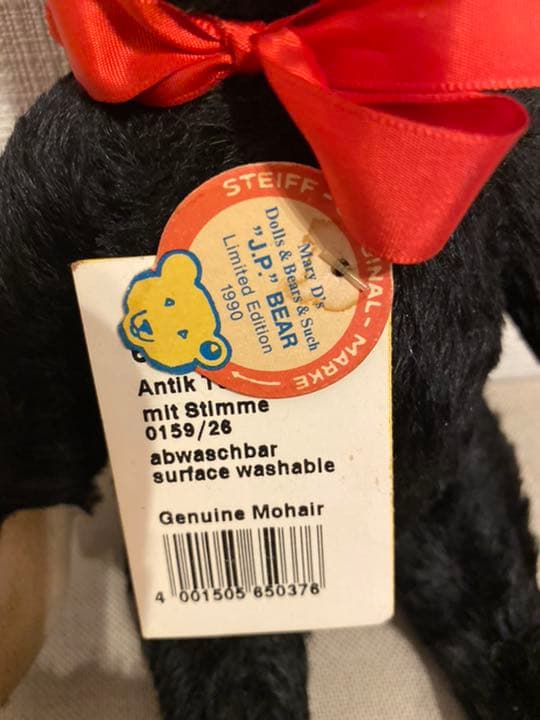 STEIFF - ORIGINAL - MARKE
Mary D's
Dolls & Bears & Such
"J.P." BEAR
Limited Edition
1990
Antik
mit Stimme
0159/26
abwaschbar
surface washable
Genuine Mohair
4 001505 650376